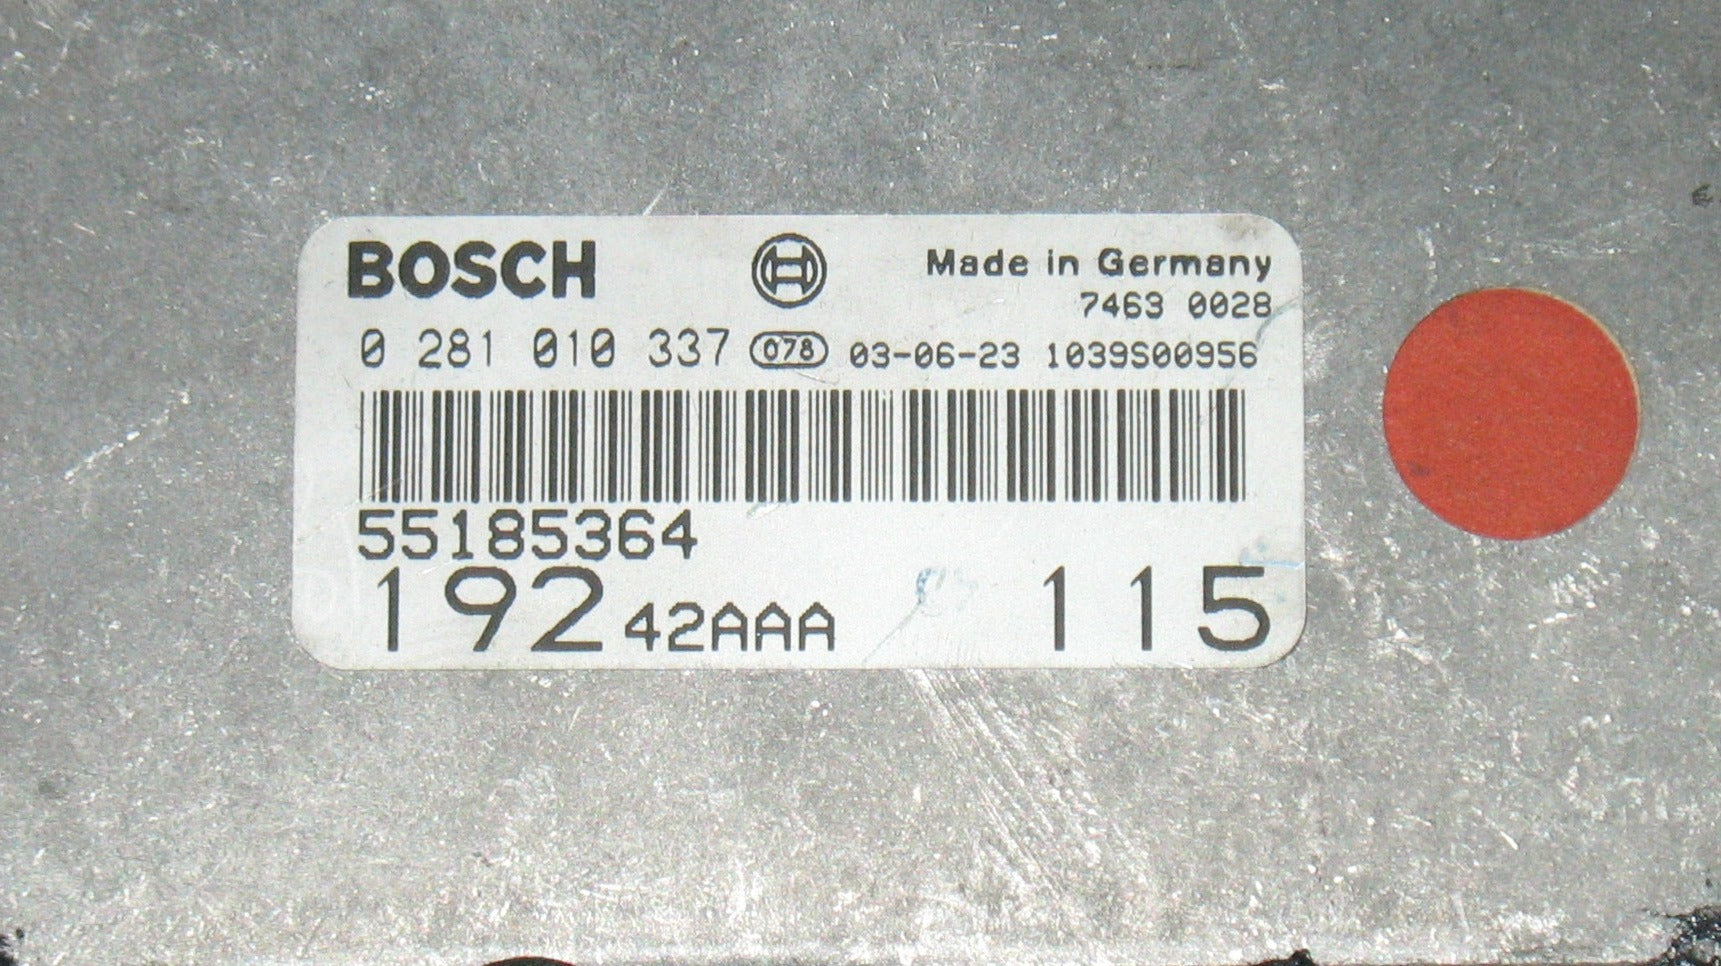 BOSCH Made in Germany
7463 0028
0 281 010 337 078 03-06-23 1039S00956
55185364
192 42AAA 115